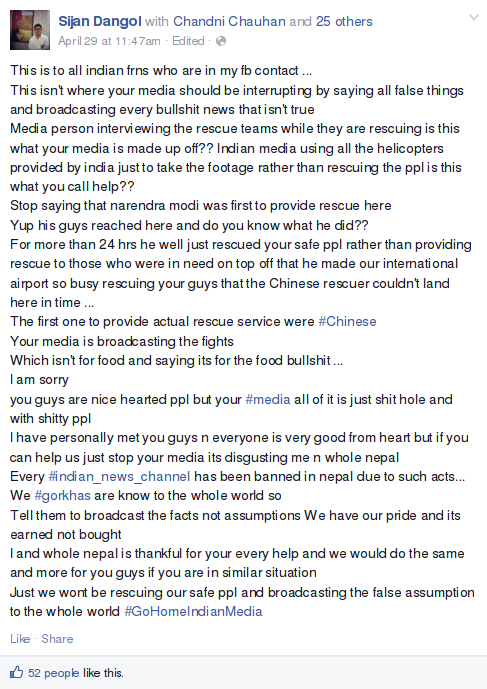 Sijan Dangol with Chandni Chauhan and 25 others
April 29 at 11:47am · Edited ·
This is to all indian frns who are in my fb contact ...
This isn't where your media should be interrupting by saying all false things
and broadcasting every bullshit news that isn't true
Media person interviewing the rescue teams while they are rescuing is this
what your media is made up off?? Indian media using all the helicopters
provided by india just to take the footage rather than rescuing the ppl is this
what you call help??
Stop saying that narendra modi was first to provide rescue here
Yup his guys reached here and do you know what he did??
For more than 24 hrs he well just rescued your safe ppl rather than providing
rescue to those who were in need on top off that he made our international
airport so busy rescuing your guys that the Chinese rescuer couldn't land
here in time ...
The first one to provide actual rescue service were #Chinese
Your media is broadcasting the fights
Which isn't for food and saying its for the food bullshit ...
I am sorry
you guys are nice hearted ppl but your #media all of it is just shit hole and
with shitty ppl
I have personally met you guys n everyone is very good from heart but if you
can help us just stop your media its disgusting me n whole nepal
Every #indian_news_channel has been banned in nepal due to such acts...
We #gorkhas are know to the whole world so
Tell them to broadcast the facts not assumptions We have our pride and its
earned not bought
I and whole nepal is thankful for your every help and we would do the same
and more for you guys if you are in similar situation
Just we wont be rescuing our safe ppl and broadcasting the false assumption
to the whole world #GoHomeIndianMedia
Like · Share
52 people like this.